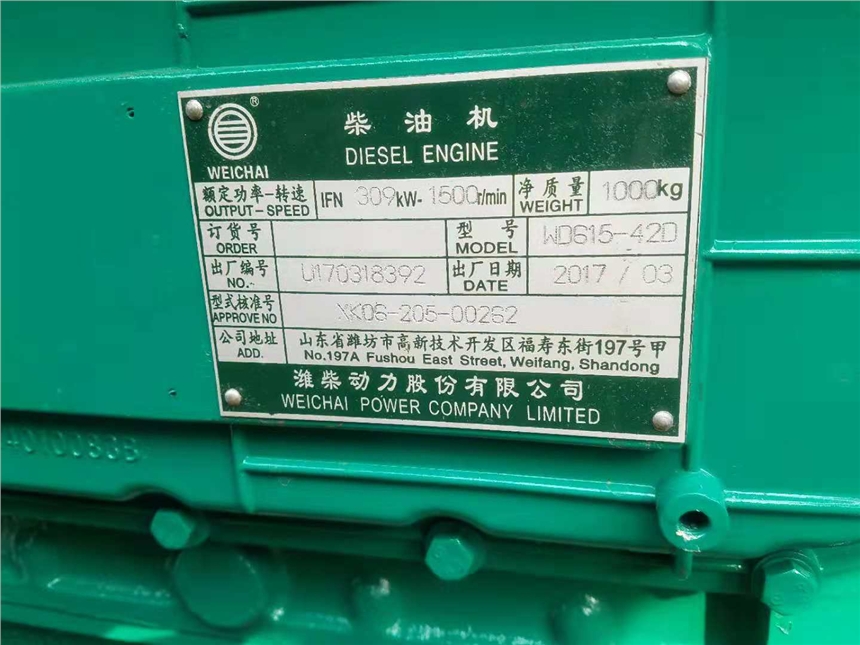 ®
WEICHAI
柴油机
DIESEL ENGINE
额定功率-转速 IFN 309kW-1500r/min 净质量 1000kg
OUTPUT-SPEED WEIGHT
订货号 型号 WD615-42D
ORDER MODEL
出厂编号 U170318392 出厂日期 2017/03
NO. DATE
型式核准号 XK06-205-00262
APPROVE NO
公司地址 山东省潍坊市高新技术开发区福寿东街197号甲
ADD. No.197A Fushou East Street, Weifang, Shandong
潍柴动力股份有限公司
WEICHAI POWER COMPANY LIMITED